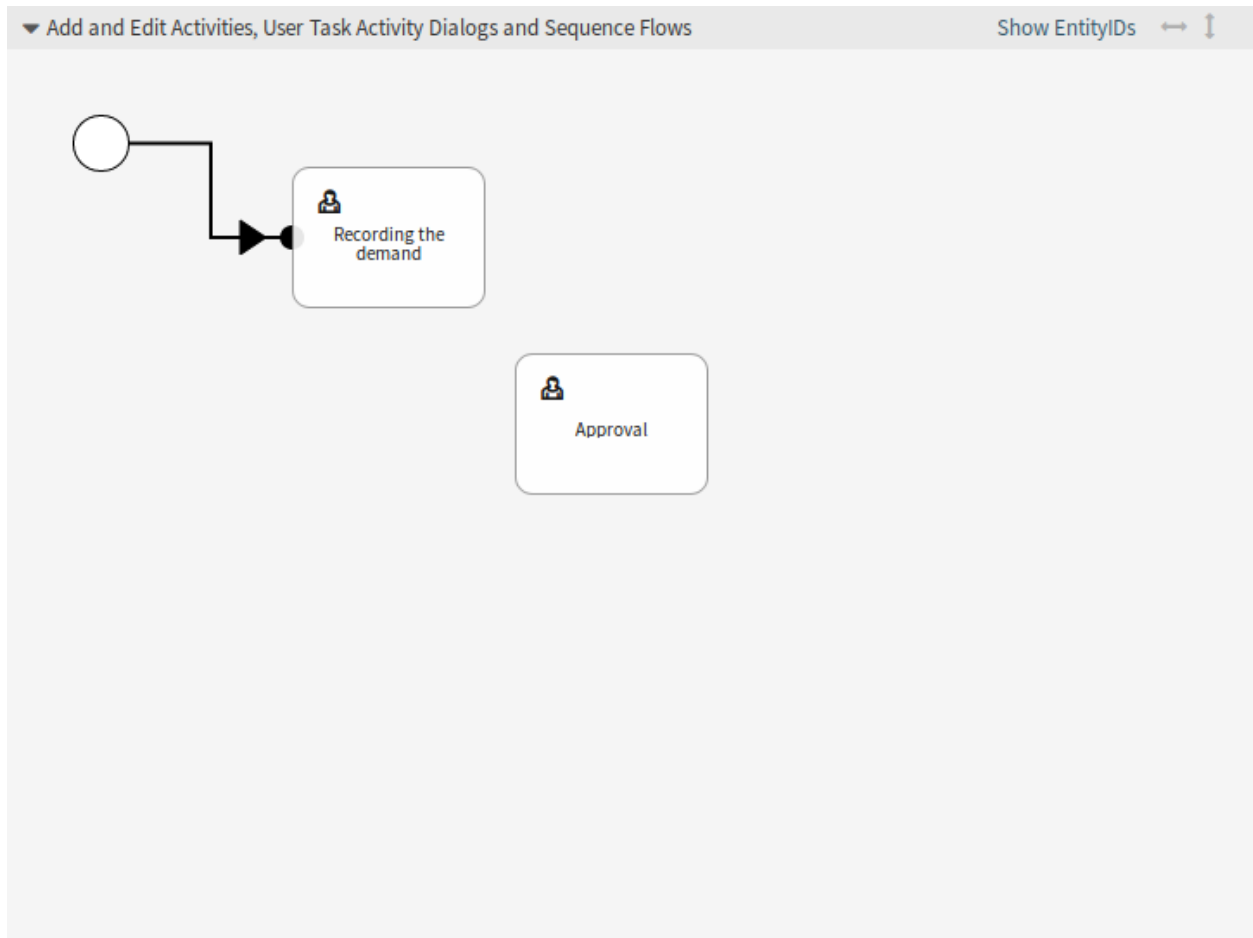 Add and Edit Activities, User Task Activity Dialogs and Sequence Flows
Show EntityIDs
Recording the
demand
Approval